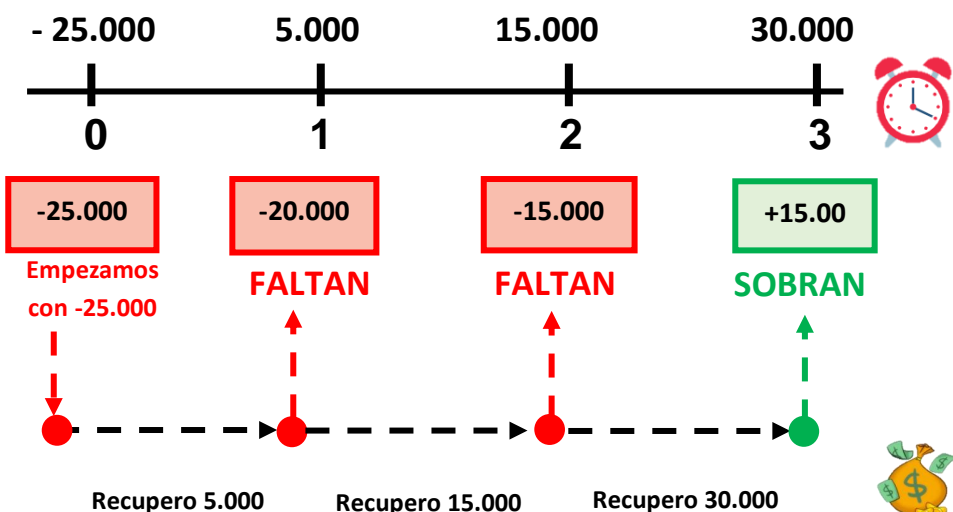 - 25.000 5.000 15.000 30.000
0 1 2 3
-25.000 -20.000 -15.000 +15.00
Empezamos
con -25.000
FALTAN FALTAN SOBRAN
$ $ $
Recupero 5.000 Recupero 15.000 Recupero 30.000